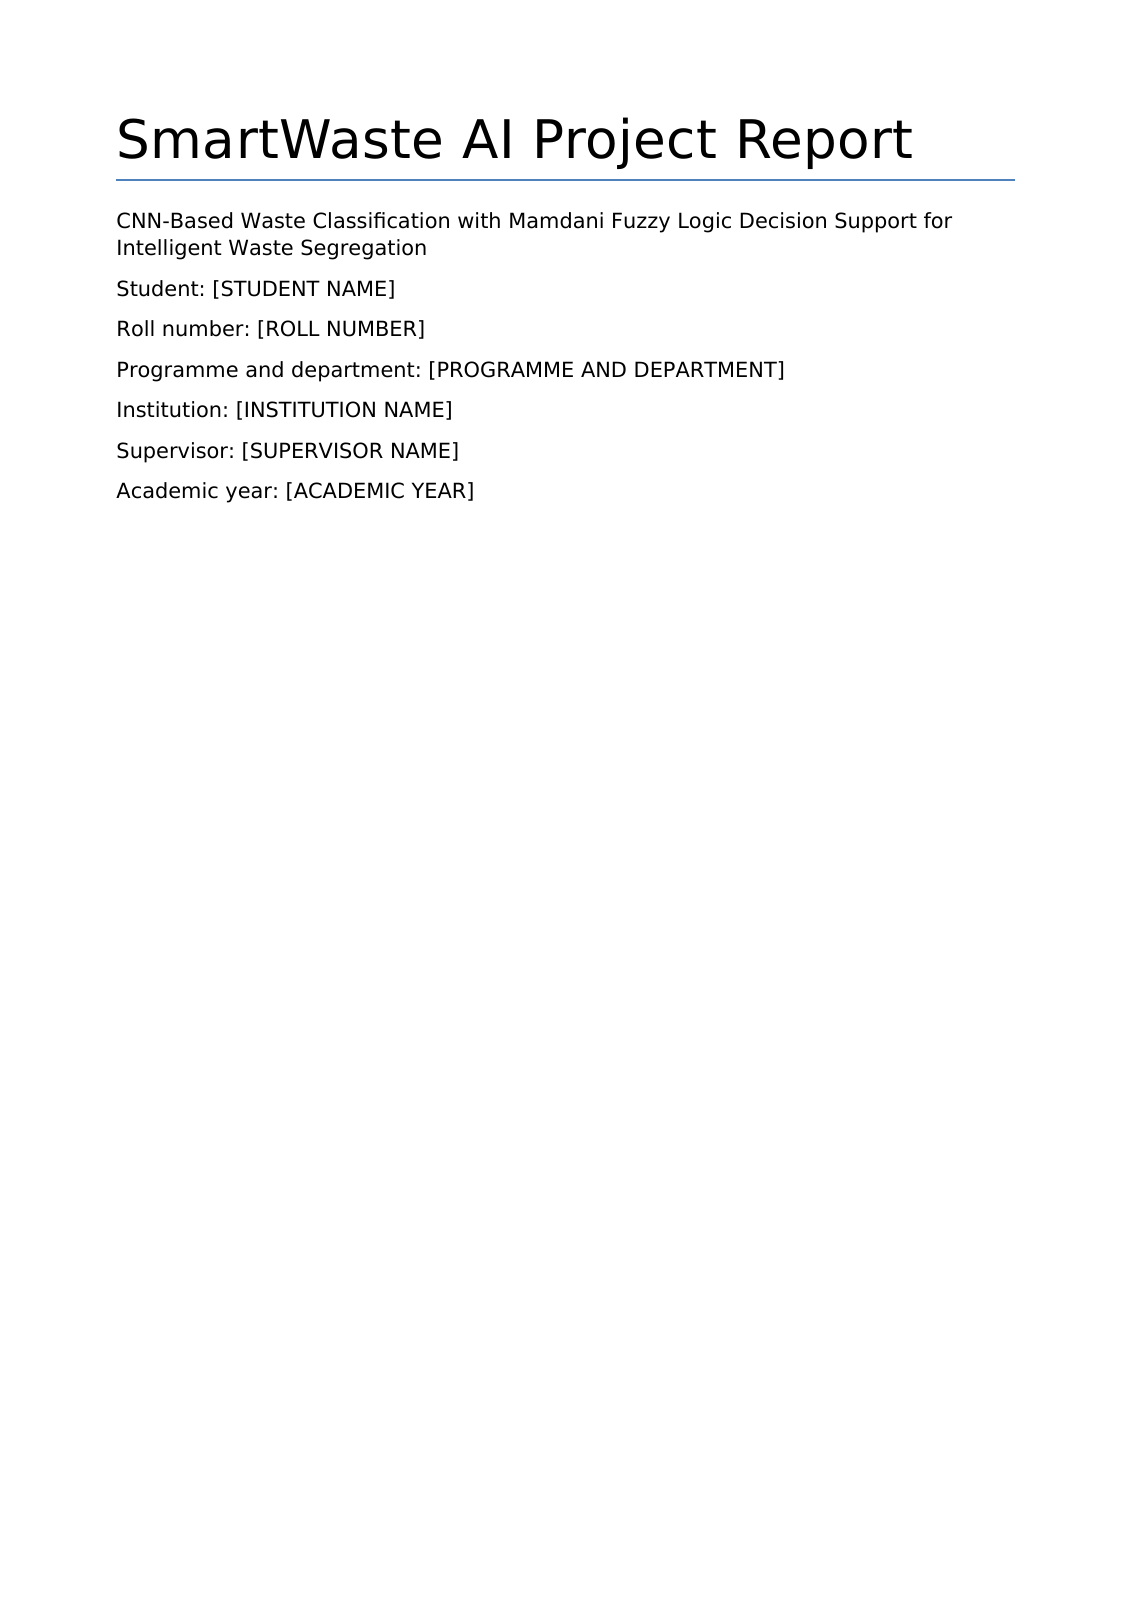 SmartWaste AI Project Report
CNN-Based Waste Classification with Mamdani Fuzzy Logic Decision Support for
Intelligent Waste Segregation
Student: [STUDENT NAME]
Roll number: [ROLL NUMBER]
Programme and department: [PROGRAMME AND DEPARTMENT]
Institution: [INSTITUTION NAME]
Supervisor: [SUPERVISOR NAME]
Academic year: [ACADEMIC YEAR]